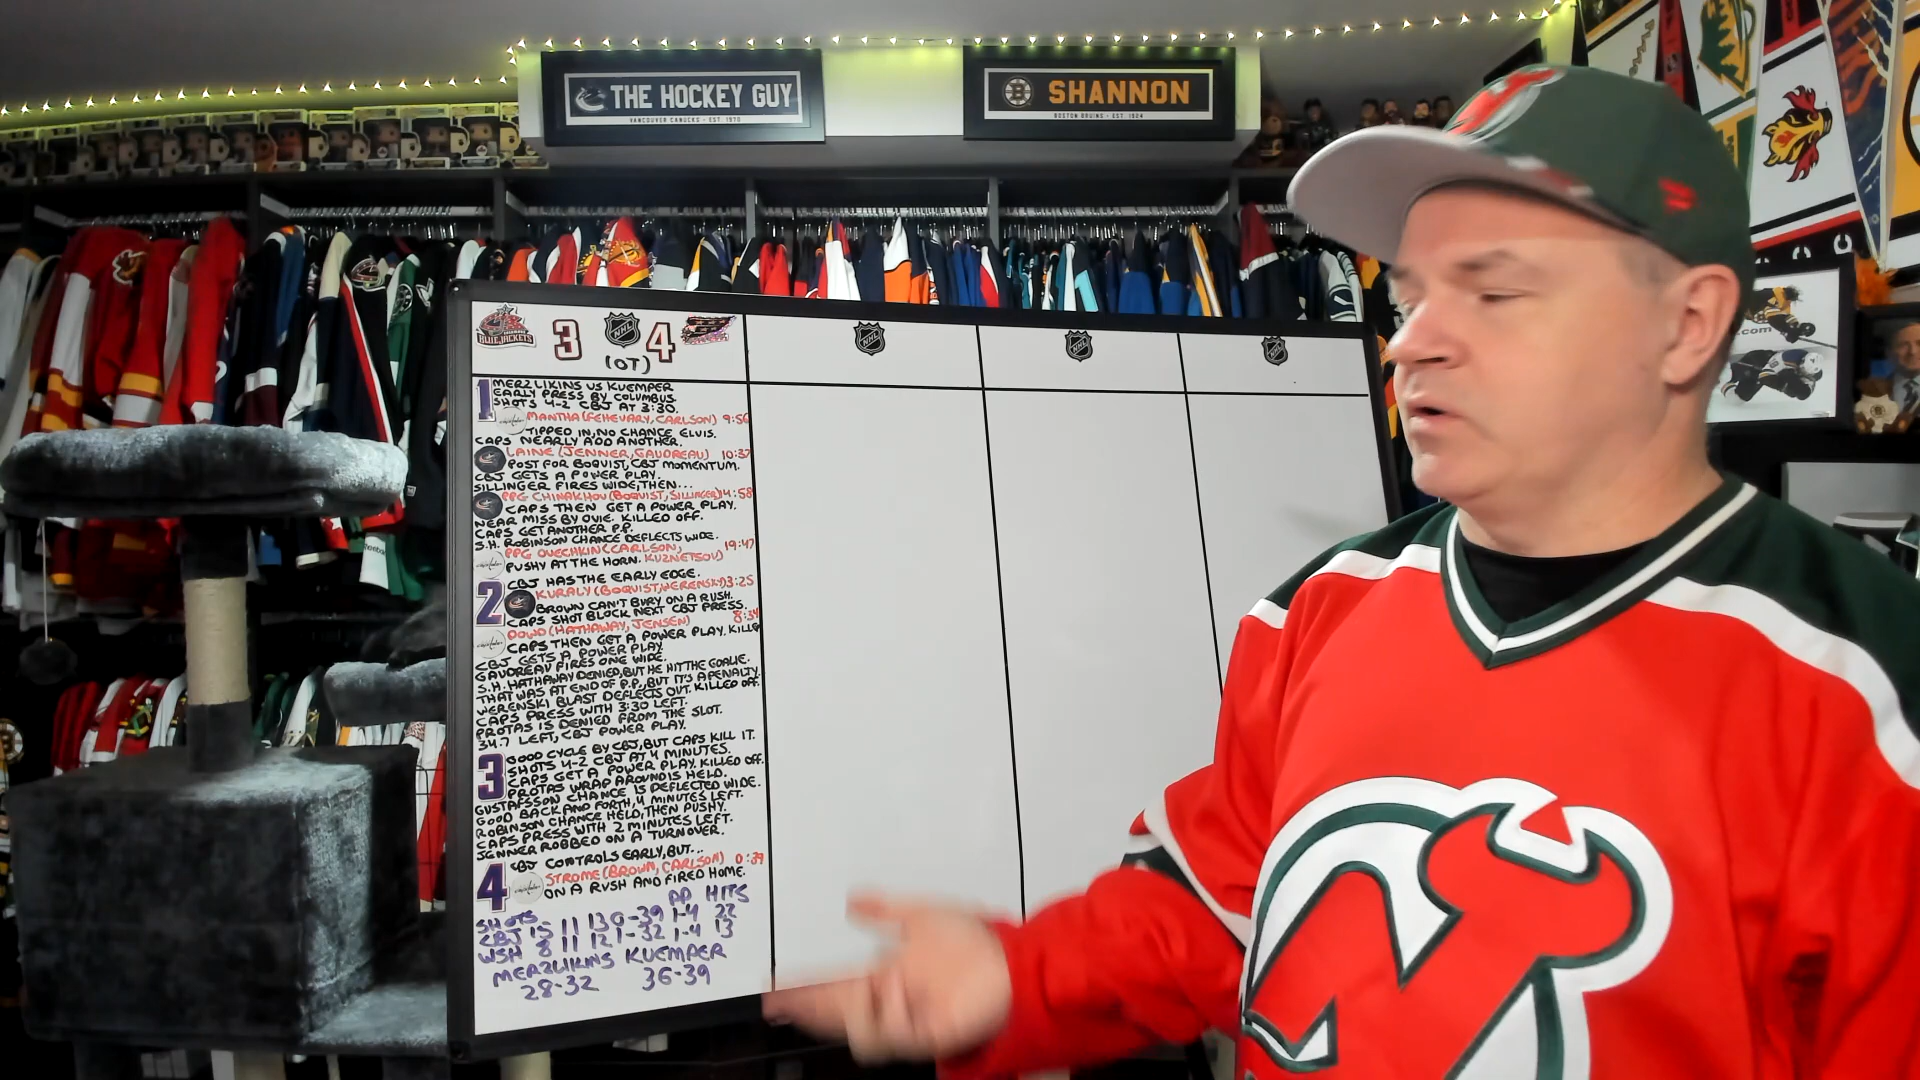 THE HOCKEY GUY
VANCOUVER CANUCKS - EST. 1970
SHANNON
BOSTON BRUINS - EST. 1924
BLUE JACKETS
3 NHL 4
(OT)
NHL
NHL
NHL
1 MERZLIKINS VS KUEMPER
EARLY PRESS BY COLUMBUS.
SHOTS 4-2 CBJ AT 3:30.
MANTHA (FEHEVARY, CARLSON) 9:56
TIPPED IN, NO CHANCE ELVIS.
CAPS NEARLY ADD ANOTHER.
LAINE (JENNER, GAUDREAU) 10:37
POST FOR BOQVIST, CBJ MOMENTUM.
CBJ GETS A POWER PLAY.
SILLINGER FIRES WIDE, THEN...
PPG CHINAKHOV (BOQVIST, SILLINGER) 14:58
CAPS THEN GET A POWER PLAY.
NEAR MISS BY OVIE. KILLED OFF.
CAPS GET ANOTHER P.P.
S.H. ROBINSON CHANCE DEFLECTS WIDE.
PPG OVECHKIN (CARLSON, 19:47
PUSHY AT THE HORN. KUZNETSOV)
2 CBJ HAS THE EARLY EDGE.
KURALY (BOQVIST, WERENSKI) 3:25
BROWN CAN'T BURY ON A RUSH.
CAPS SHOT BLOCK NEXT CBJ PRESS.
DOWD (HATHAWAY, JENSEN) 8:34
CAPS THEN GET A POWER PLAY. KILLED
CBJ GETS A POWER PLAY.
GAUDREAU FIRES ONE WIDE.
S.H. HATHAWAY DENIED, BUT HE HIT THE GOALIE.
THAT WAS AT END OF P.P., BUT IT'S A PENALTY.
WERENSKI BLAST DEFLECTS OUT. KILLED OFF.
CAPS PRESS WITH 3:30 LEFT.
PROTAS IS DENIED FROM THE SLOT.
34.7 LEFT, CBJ POWER PLAY.
3 GOOD CYCLE BY CBJ, BUT CAPS KILL IT.
SHOTS 4-2 CBJ AT 4 MINUTES.
CAPS GET A POWER PLAY. KILLED OFF.
PROTAS WRAP AROUND IS HELD.
GUSTAFSSON CHANCE IS DEFLECTED WIDE.
GOOD BACK AND FORTH, 4 MINUTES LEFT.
ROBINSON CHANCE HELD, THEN PUSHY.
CAPS PRESS WITH 2 MINUTES LEFT.
JENNER ROBBED ON A TURNOVER.
4 CBJ CONTROLS EARLY, BUT...
STROME (BROWN, CARLSON) 0:39
ON A RUSH AND FIRED HOME.
SHOTS PP HITS
CBJ 15 11 13 0-39 1-4 22
WSH 8 11 12 1-32 1-4 13
MERZLIKINS KUEMPER
28-32 36-39